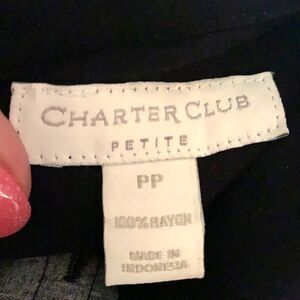 CHARTER CLUB
PETITE
PP
100% RAYON
MADE IN
INDONESIA